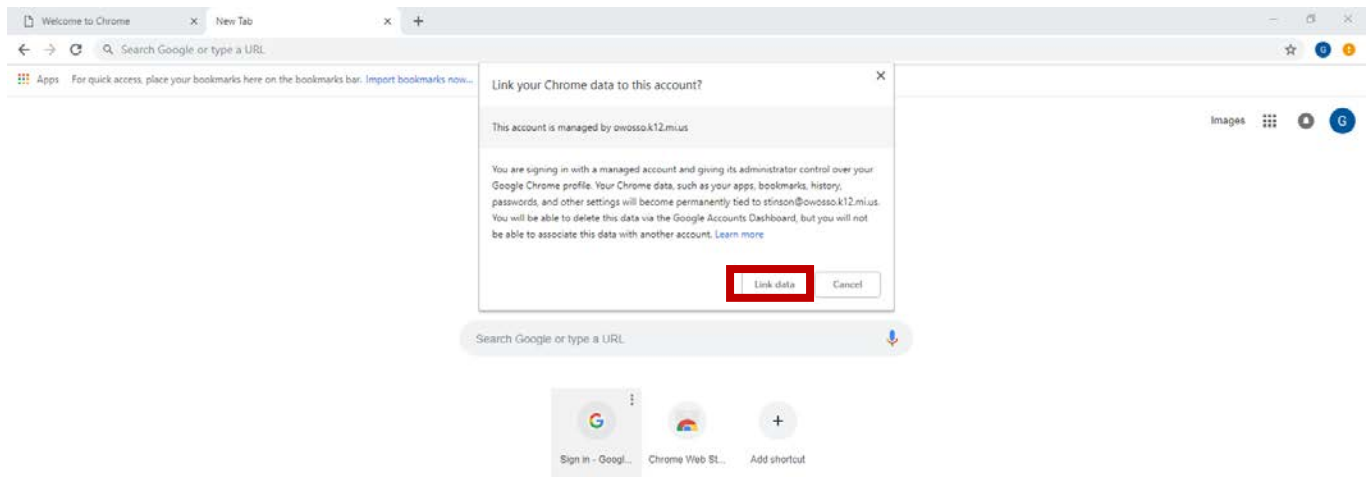 Welcome to Chrome
New Tab
Search Google or type a URL
G
Apps For quick access, place your bookmarks here on the bookmarks bar. Import bookmarks now...
Link your Chrome data to this account?
This account is managed by owosso.k12.mi.us
Images
G
You are signing in with a managed account and giving its administrator control over your
Google Chrome profile. Your Chrome data, such as your apps, bookmarks, history,
passwords, and other settings will become permanently tied to stinson@owosso.k12.mi.us.
You will be able to delete this data via the Google Accounts Dashboard, but you will not
be able to associate this data with another account. Learn more
Link data Cancel
Search Google or type a URL
G
Sign in - Googl... Chrome Web St... Add shortcut